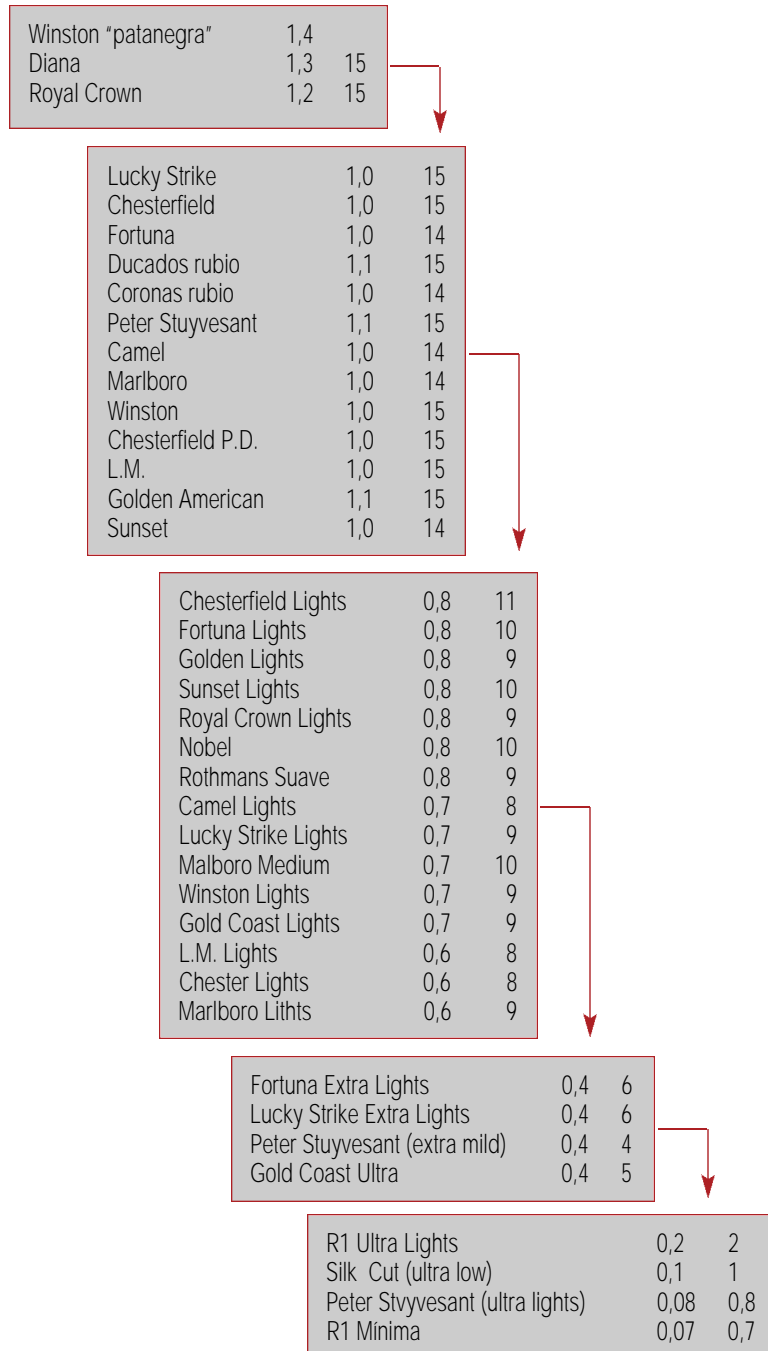 Winston “patanegra” 1,4
Diana 1,3 15
Royal Crown 1,2 15
Lucky Strike 1,0 15
Chesterfield 1,0 15
Fortuna 1,0 14
Ducados rubio 1,1 15
Coronas rubio 1,0 14
Peter Stuyvesant 1,1 15
Camel 1,0 14
Marlboro 1,0 14
Winston 1,0 15
Chesterfield P.D. 1,0 15
L.M. 1,0 15
Golden American 1,1 15
Sunset 1,0 14
Chesterfield Lights 0,8 11
Fortuna Lights 0,8 10
Golden Lights 0,8 9
Sunset Lights 0,8 10
Royal Crown Lights 0,8 9
Nobel 0,8 10
Rothmans Suave 0,8 9
Camel Lights 0,7 8
Lucky Strike Lights 0,7 9
Malboro Medium 0,7 10
Winston Lights 0,7 9
Gold Coast Lights 0,7 9
L.M. Lights 0,6 8
Chester Lights 0,6 8
Marlboro Lithts 0,6 9
Fortuna Extra Lights 0,4 6
Lucky Strike Extra Lights 0,4 6
Peter Stuyvesant (extra mild) 0,4 4
Gold Coast Ultra 0,4 5
R1 Ultra Lights 0,2 2
Silk Cut (ultra low) 0,1 1
Peter Stvyvesant (ultra lights) 0,08 0,8
R1 Mínima 0,07 0,7